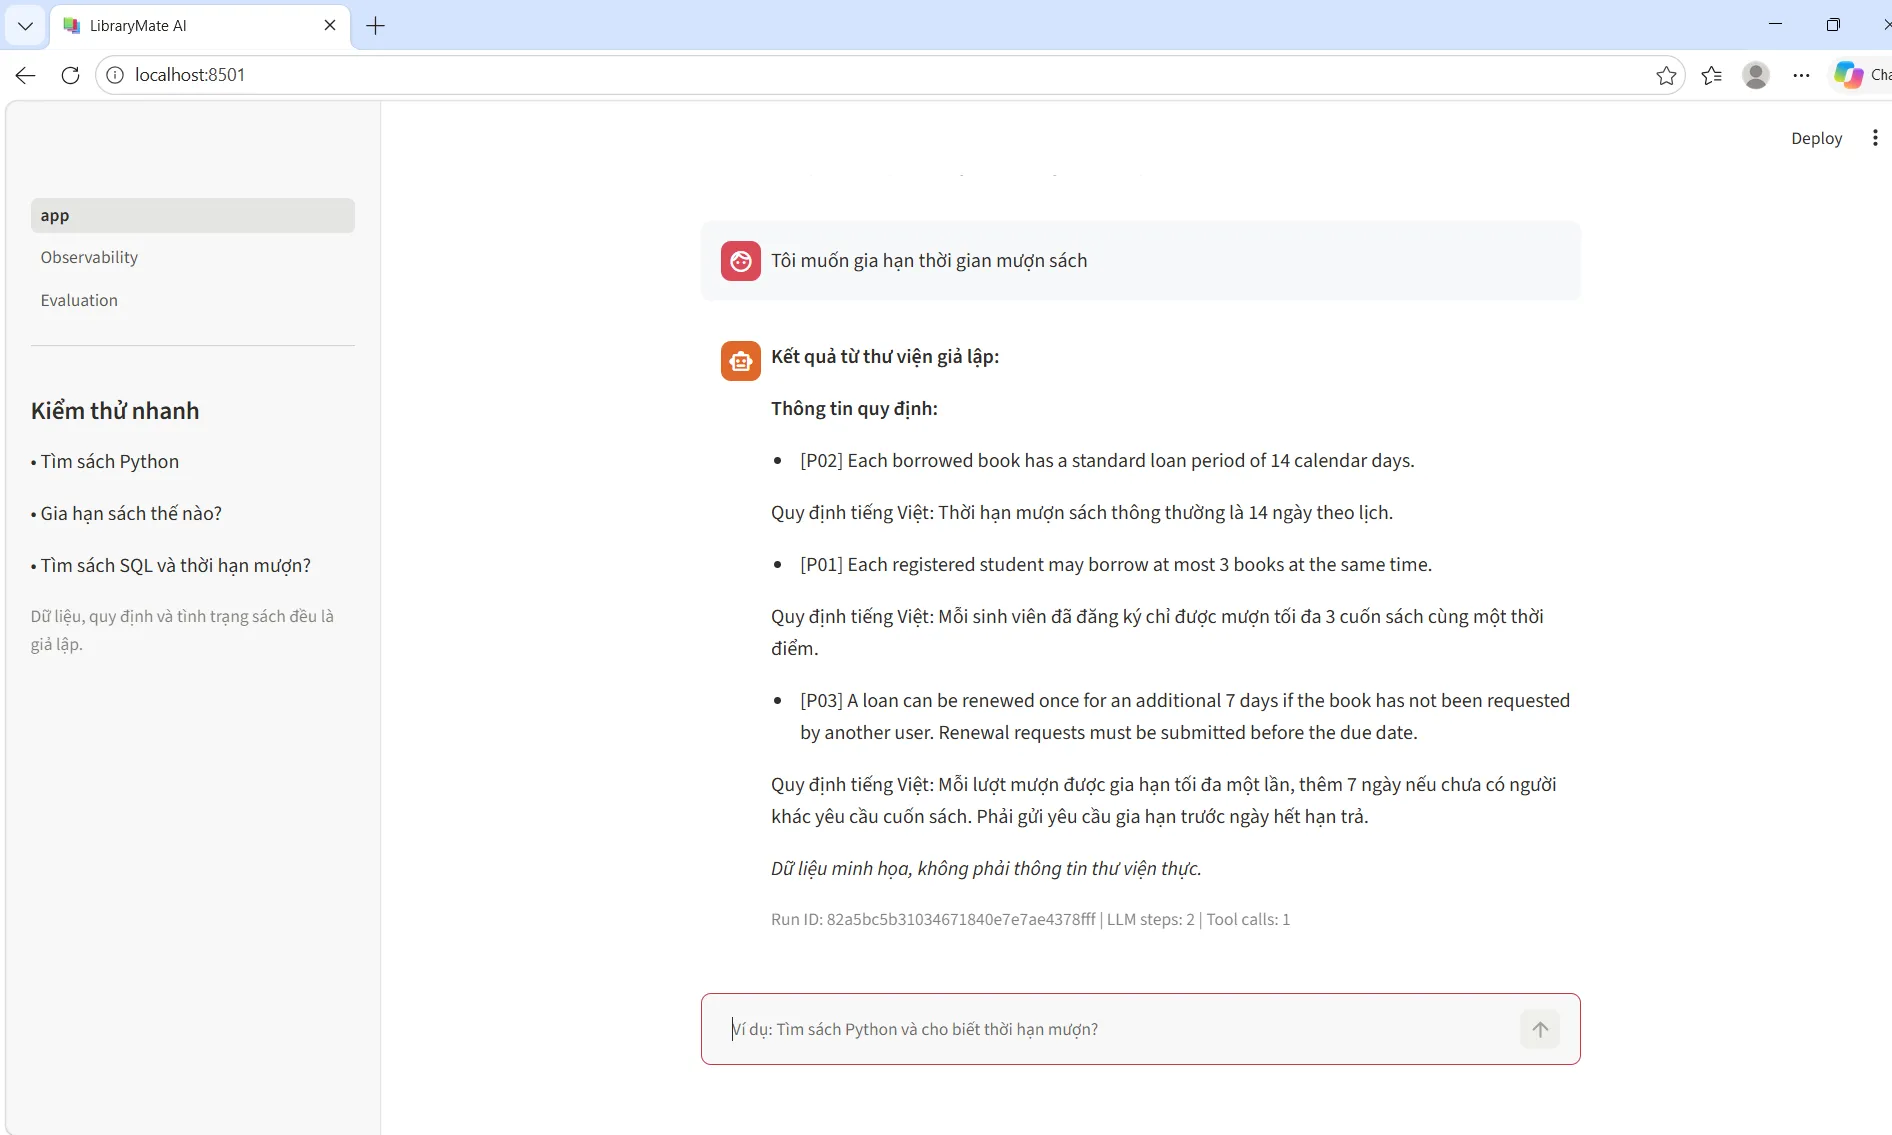 LibraryMate AI
localhost:8501
Cha
Deploy
app
Observability
Evaluation
Kiểm thử nhanh
• Tìm sách Python
• Gia hạn sách thế nào?
• Tìm sách SQL và thời hạn mượn?
Dữ liệu, quy định và tình trạng sách đều là
giả lập.
Tôi muốn gia hạn thời gian mượn sách
Kết quả từ thư viện giả lập:
Thông tin quy định:
• [P02] Each borrowed book has a standard loan period of 14 calendar days.
Quy định tiếng Việt: Thời hạn mượn sách thông thường là 14 ngày theo lịch.
• [P01] Each registered student may borrow at most 3 books at the same time.
Quy định tiếng Việt: Mỗi sinh viên đã đăng ký chỉ được mượn tối đa 3 cuốn sách cùng một thời
điểm.
• [P03] A loan can be renewed once for an additional 7 days if the book has not been requested
by another user. Renewal requests must be submitted before the due date.
Quy định tiếng Việt: Mỗi lượt mượn được gia hạn tối đa một lần, thêm 7 ngày nếu chưa có người
khác yêu cầu cuốn sách. Phải gửi yêu cầu gia hạn trước ngày hết hạn trả.
Dữ liệu minh họa, không phải thông tin thư viện thực.
Run ID: 82a5bc5b31034671840e7e7ae4378fff | LLM steps: 2 | Tool calls: 1
Ví dụ: Tìm sách Python và cho biết thời hạn mượn?